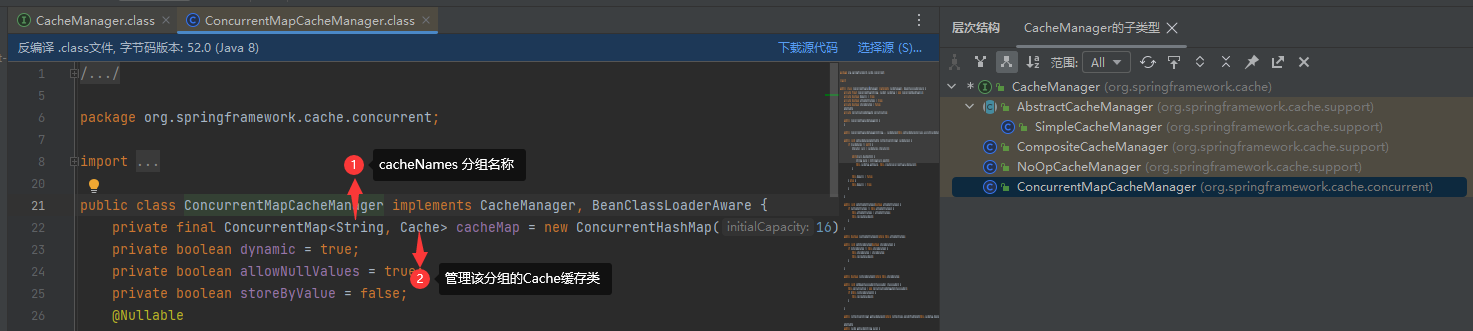 CacheManager.class
ConcurrentMapCacheManager.class
反编译 .class文件, 字节码版本: 52.0 (Java 8)
下载源代码
选择源 (S)...
1 /.../
5
6 package org.springframework.cache.concurrent;
7
8 import ...
1 cacheNames 分组名称
20
21 public class ConcurrentMapCacheManager implements CacheManager, BeanClassLoaderAware {
22 private final ConcurrentMap<String, Cache> cacheMap = new ConcurrentHashMap( initialCapacity: 16)
23 private boolean dynamic = true;
24 private boolean allowNullValues = true
2 管理该分组的Cache缓存类
25 private boolean storeByValue = false;
26 @Nullable
层次结构
CacheManager的子类型
范围: All
* CacheManager (org.springframework.cache)
AbstractCacheManager (org.springframework.cache.support)
SimpleCacheManager (org.springframework.cache.support)
CompositeCacheManager (org.springframework.cache.support)
NoOpCacheManager (org.springframework.cache.support)
ConcurrentMapCacheManager (org.springframework.cache.concurrent)